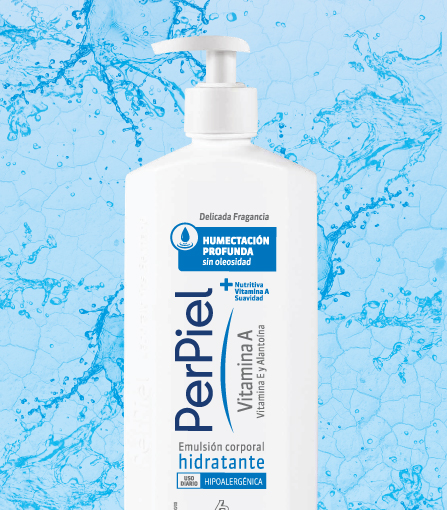 Delicada Fragancia
HUMECTACIÓN
PROFUNDA
sin oleosidad
+ Nutritiva
Vitamina A
Suavidad
PerPiel
Vitamina A
Vitamina E y Alantoína
Emulsión corporal
hidratante
USO
DIARIO
HIPOALERGÉNICA